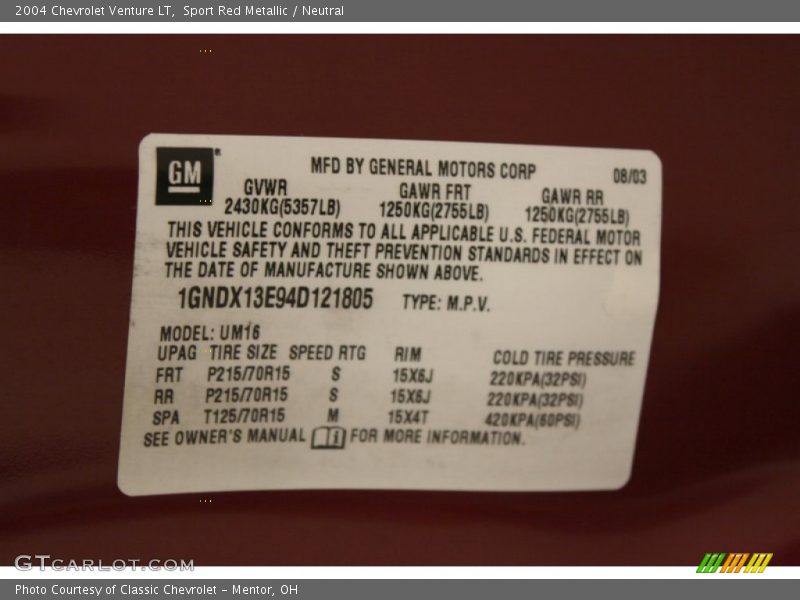 2004 Chevrolet Venture LT,  Sport Red Metallic / Neutral
GM
MFD BY GENERAL MOTORS CORP
08/03
GVWR GAWR FRT GAWR RR
2430KG(5357LB) 1250KG(2755LB) 1250KG(2755LB)
THIS VEHICLE CONFORMS TO ALL APPLICABLE U.S. FEDERAL MOTOR
VEHICLE SAFETY AND THEFT PREVENTION STANDARDS IN EFFECT ON
THE DATE OF MANUFACTURE SHOWN ABOVE.
1GNDX13E94D121805 TYPE: M.P.V.
MODEL: UM16
UPAG TIRE SIZE SPEED RTG RIM COLD TIRE PRESSURE
FRT P215/70R15 S 15X6J 220KPA(32PSI)
RR P215/70R15 S 15X6J 220KPA(32PSI)
SPA T125/70R15 M 15X4T 420KPA(60PSI)
SEE OWNER'S MANUAL i FOR MORE INFORMATION.
GTCARLOT.COM
Photo Courtesy of Classic Chevrolet - Mentor, OH